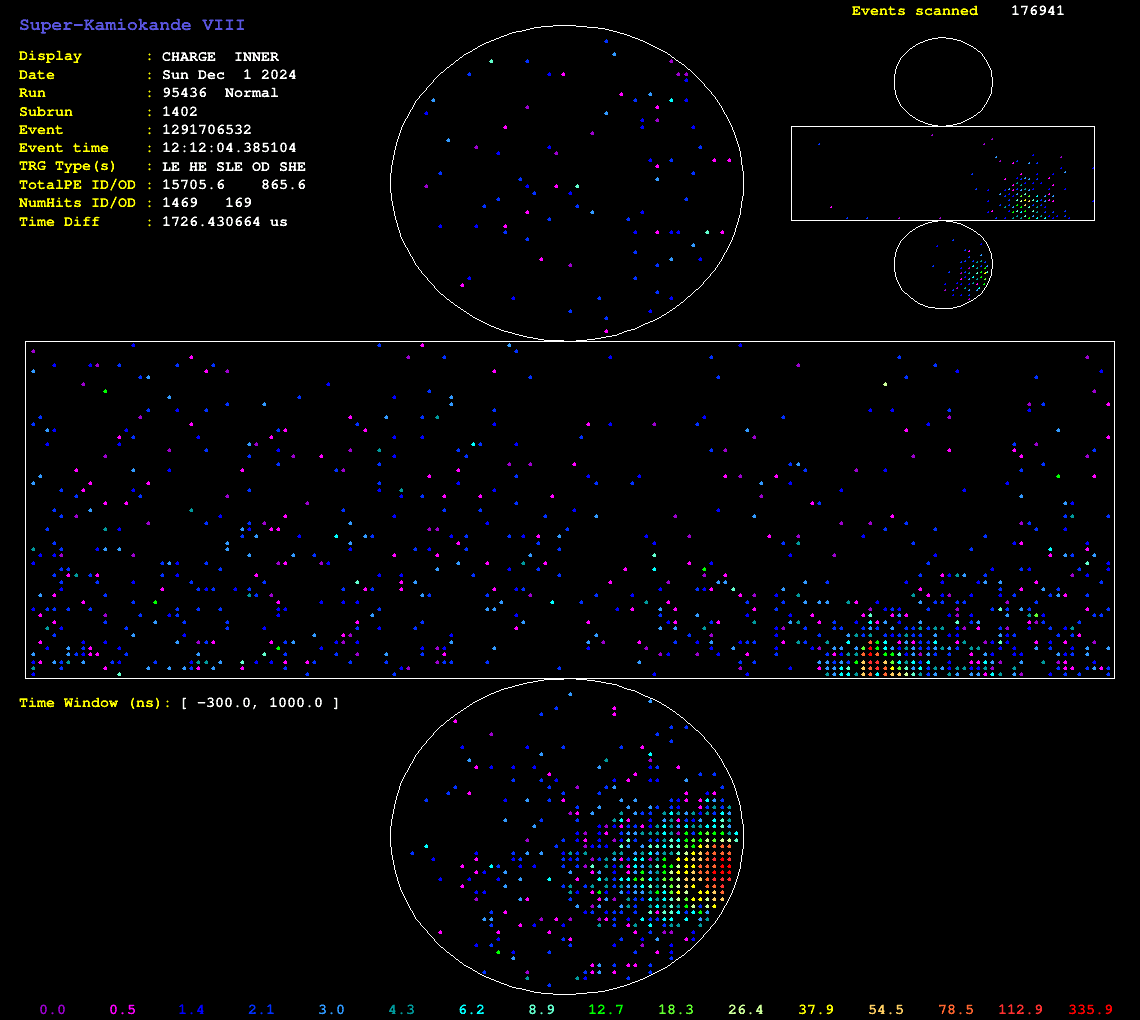 Super-Kamiokande VIII
Events scanned 176941
Display : CHARGE INNER
Date : Sun Dec 1 2024
Run : 95436 Normal
Subrun : 1402
Event : 1291706532
Event time : 12:12:04.385104
TRG Type(s) : LE HE SLE OD SHE
TotalPE ID/OD : 15705.6 865.6
NumHits ID/OD : 1469 169
Time Diff : 1726.430664 us
Time Window (ns): [ -300.0, 1000.0 ]
0.0 0.5 1.4 2.1 3.0 4.3 6.2 8.9 12.7 18.3 26.4 37.9 54.5 78.5 112.9 335.9